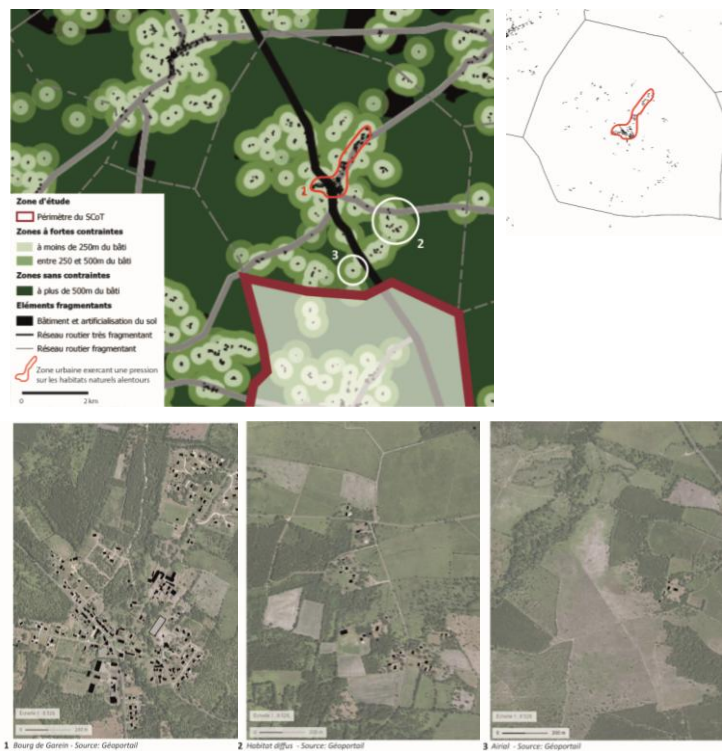 1
2
3
Zone d'étude
Périmètre du SCoT
Zones à fortes contraintes
à moins de 250m du bâti
entre 250 et 500m du bâti
Zones sans contraintes
à plus de 500m du bâti
Eléments fragmentants
Bâtiment et artificialisation du sol
Réseau routier très fragmentant
Réseau routier fragmentant
Zone urbaine exerçant une pression
sur les habitats naturels alentours
0 2 km
1 Bourg de Garein - Source: Géoportail
2 Habitat diffus - Source: Géoportail
3 Airial - Source: Géoportail